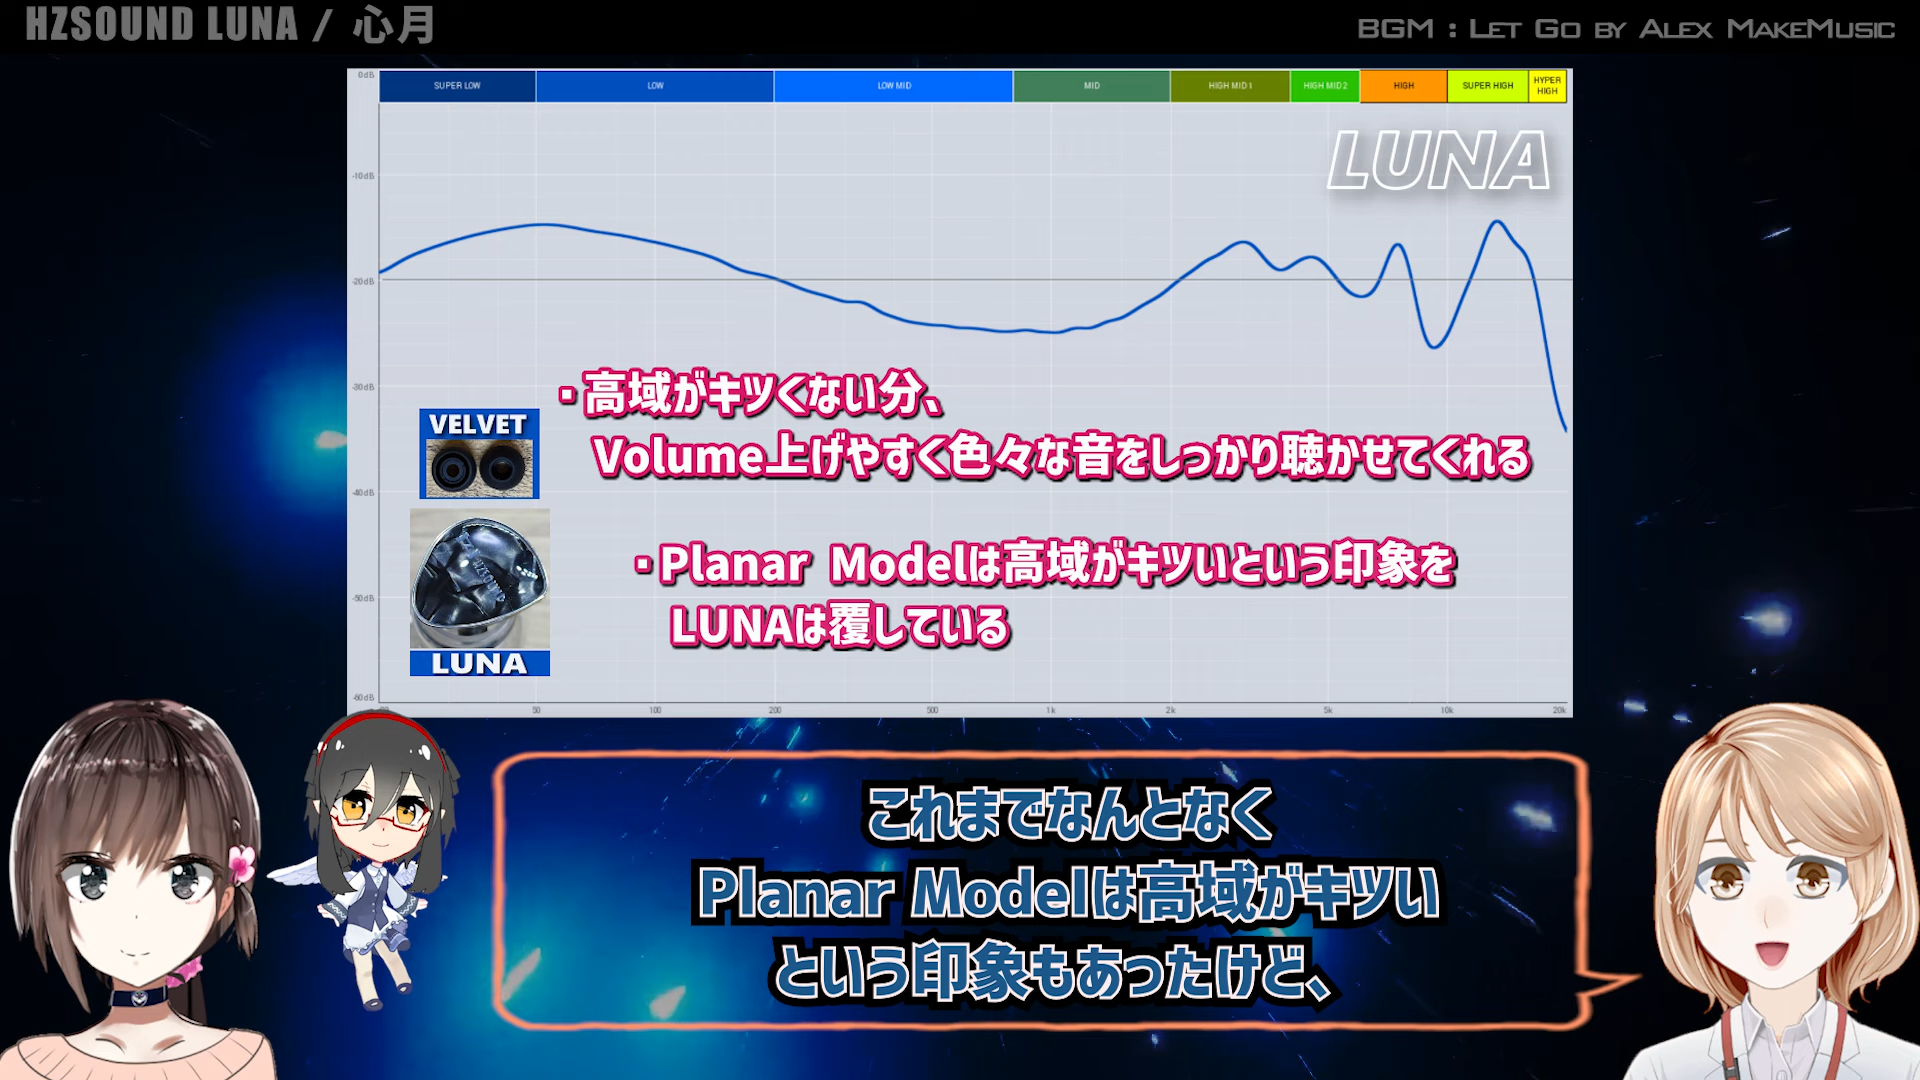 HZSOUND LUNA / 心月
BGM : Let Go by Alex MakeMusic
0dB
SUPER LOW
LOW
LOW MID
MID
HIGH MID 1
HIGH MID 2
HIGH
SUPER HIGH
HYPER
HIGH
LUNA
-10dB
-20dB
-30dB
-40dB
-50dB
-60dB
・高域がキツくない分、
Volume上げやすく色々な音をしっかり聴かせてくれる
VELVET
・Planar Modelは高域がキツいという印象を
LUNAは覆している
HZSOUND
LUNA
50
100
200
500
1k
2k
5k
10k
20k
これまでなんとなく
Planar Modelは高域がキツい
という印象もあったけど、